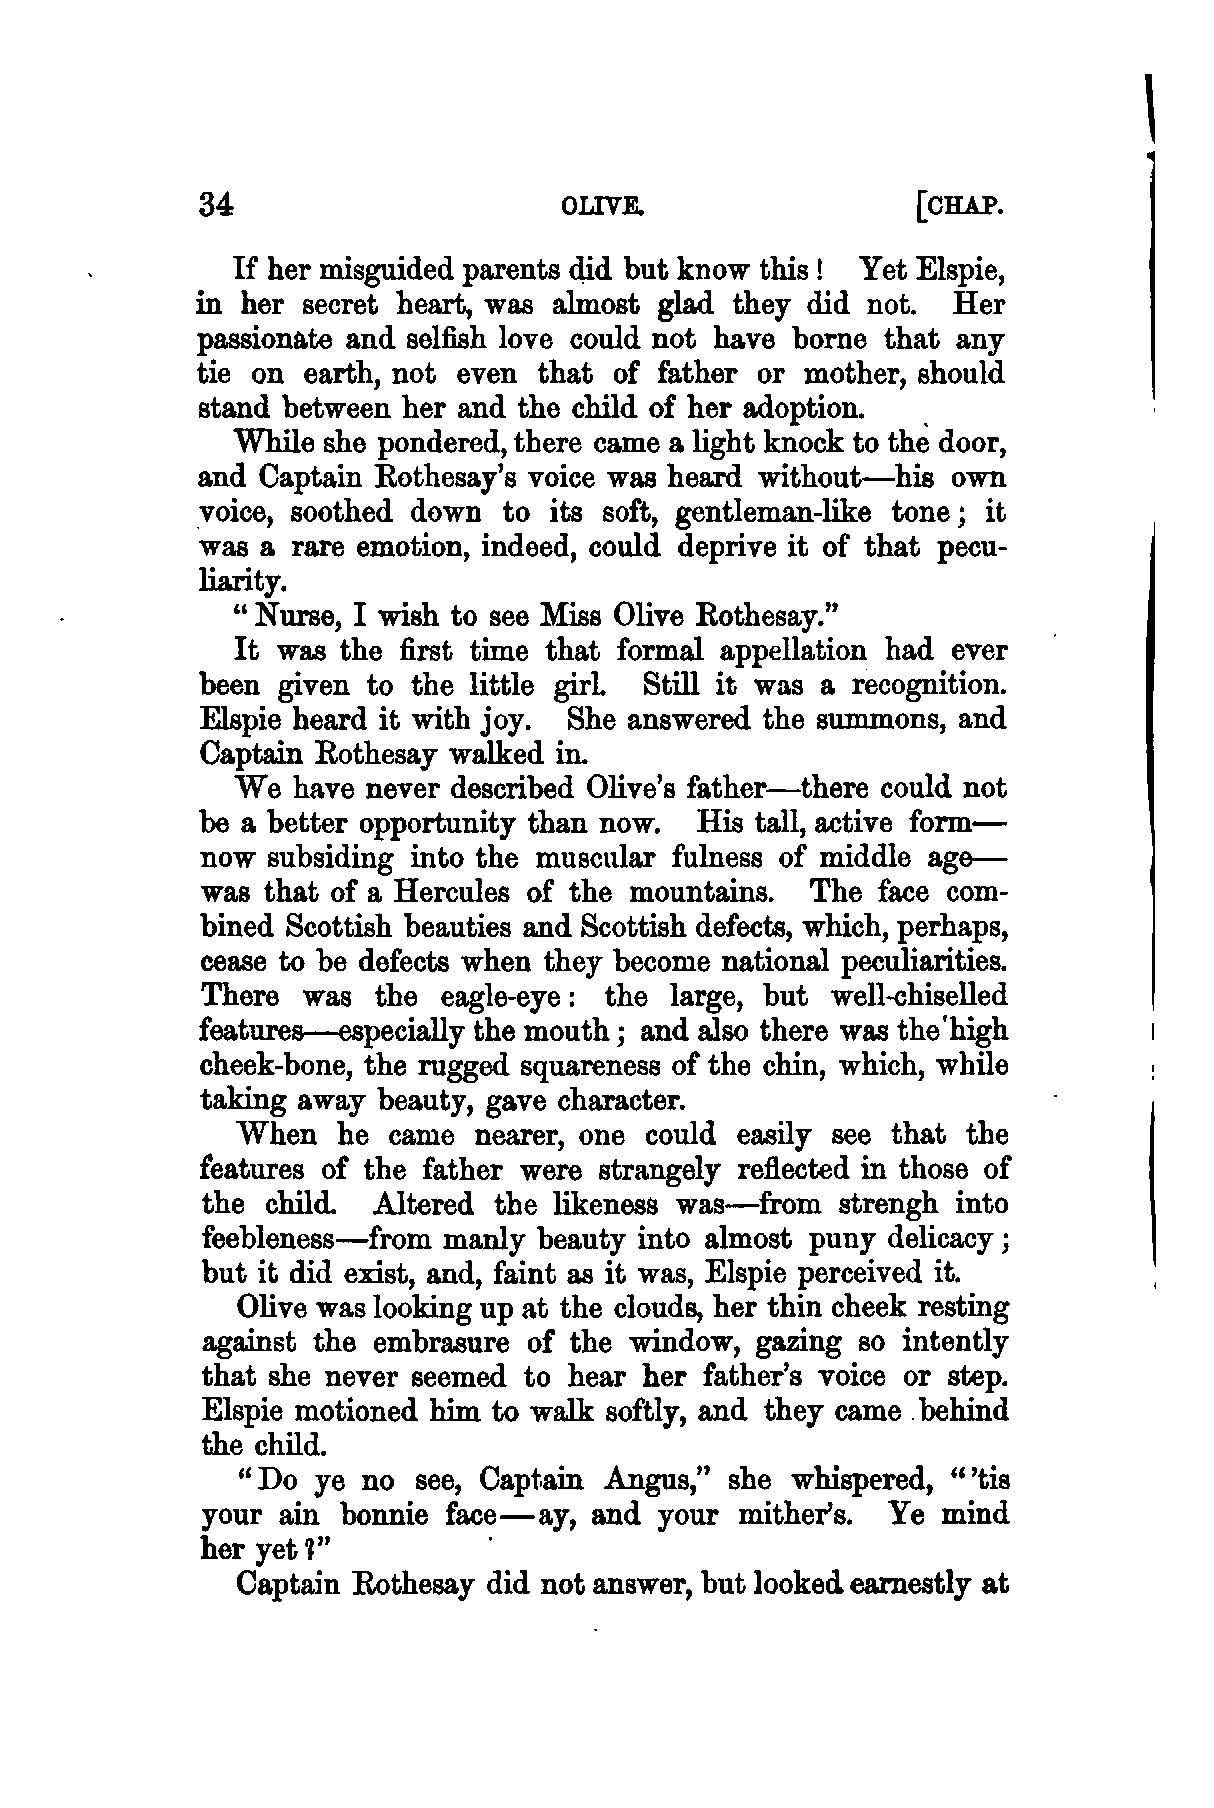 34 OLIVE. [CHAP.
If her misguided parents did but know this! Yet Elspie,
in her secret heart, was almost glad they did not. Her
passionate and selfish love could not have borne that any
tie on earth, not even that of father or mother, should
stand between her and the child of her adoption.
While she pondered, there came a light knock to the door,
and Captain Rothesay's voice was heard without—his own
voice, soothed down to its soft, gentleman-like tone; it
was a rare emotion, indeed, could deprive it of that pecu-
liarity.
"Nurse, I wish to see Miss Olive Rothesay."
It was the first time that formal appellation had ever
been given to the little girl. Still it was a recognition.
Elspie heard it with joy. She answered the summons, and
Captain Rothesay walked in.
We have never described Olive's father—there could not
be a better opportunity than now. His tall, active form—
now subsiding into the muscular fulness of middle age—
was that of a Hercules of the mountains. The face com-
bined Scottish beauties and Scottish defects, which, perhaps,
cease to be defects when they become national peculiarities.
There was the eagle-eye: the large, but well-chiselled
features—especially the mouth; and also there was the high
cheek-bone, the rugged squareness of the chin, which, while
taking away beauty, gave character.
When he came nearer, one could easily see that the
features of the father were strangely reflected in those of
the child. Altered the likeness was—from strengh into
feebleness—from manly beauty into almost puny delicacy;
but it did exist, and, faint as it was, Elspie perceived it.
Olive was looking up at the clouds, her thin cheek resting
against the embrasure of the window, gazing so intently
that she never seemed to hear her father's voice or step.
Elspie motioned him to walk softly, and they came behind
the child.
"Do ye no see, Captain Angus," she whispered, "'tis
your ain bonnie face—ay, and your mither's. Ye mind
her yet?"
Captain Rothesay did not answer, but looked earnestly at